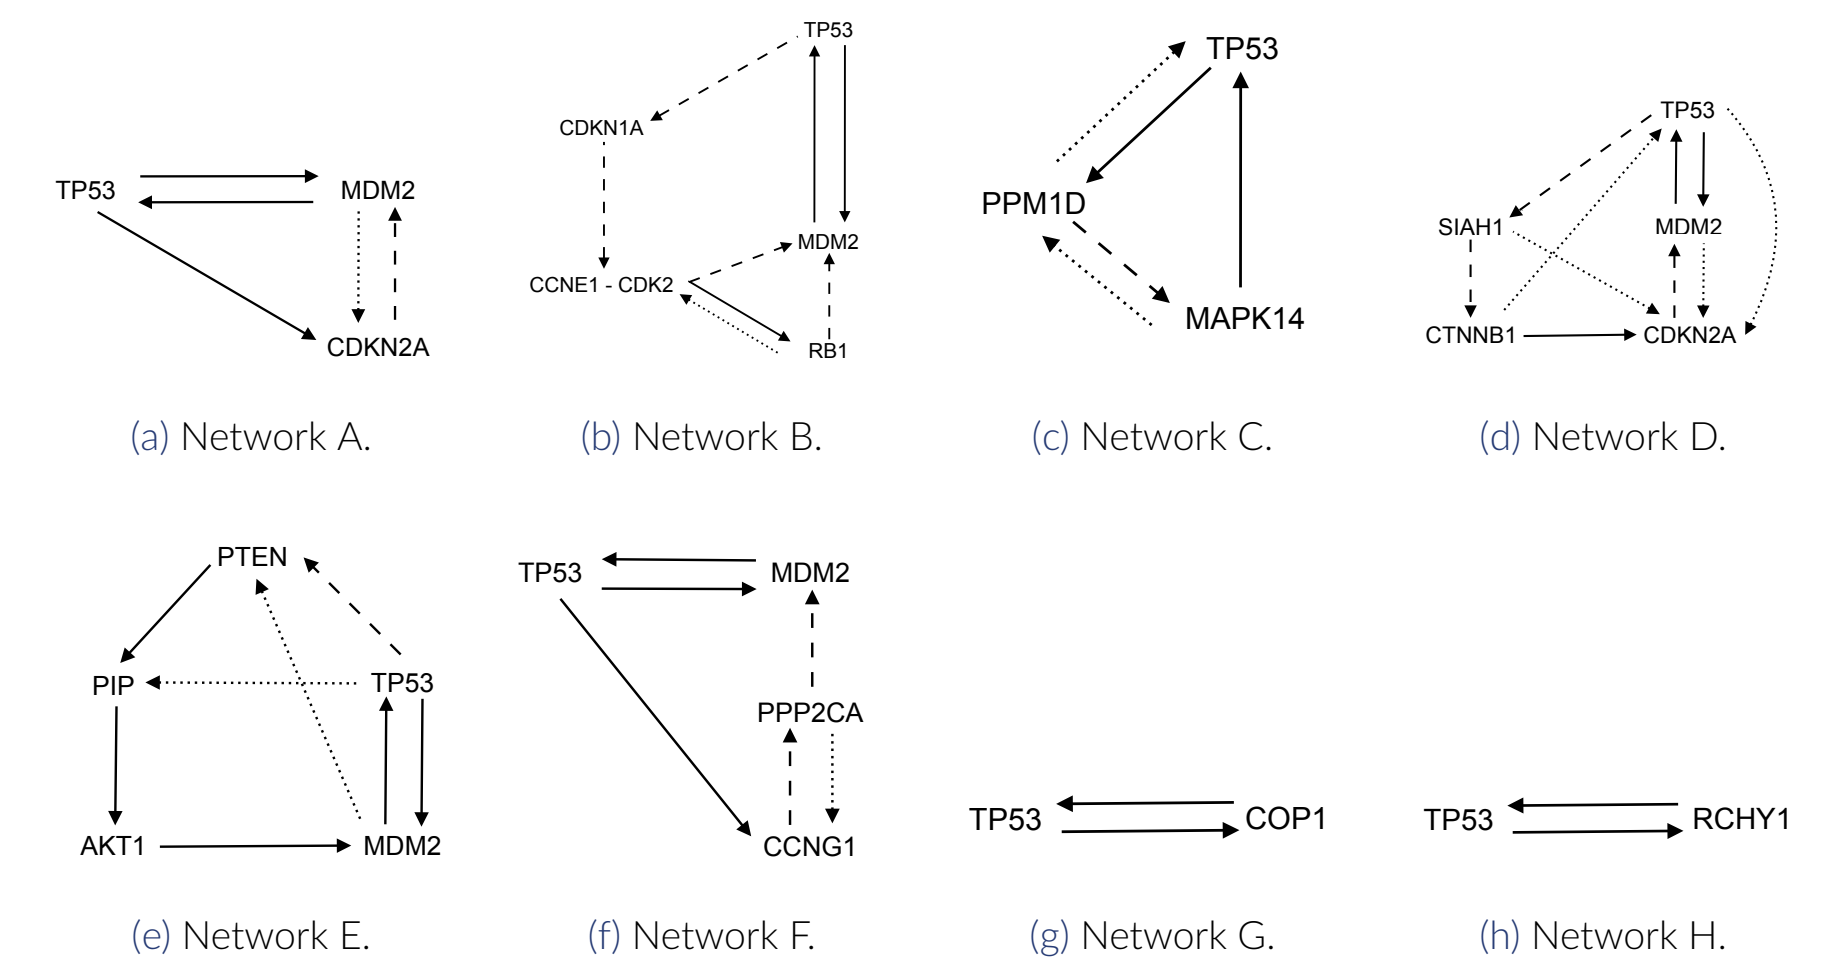 TP53
MDM2
CDKN2A
(a) Network A.
TP53
CDKN1A
MDM2
CCNE1 - CDK2
RB1
(b) Network B.
TP53
PPM1D
MAPK14
(c) Network C.
TP53
SIAH1
MDM2
CTNNB1
CDKN2A
(d) Network D.
PTEN
PIP
TP53
AKT1
MDM2
(e) Network E.
TP53
MDM2
PPP2CA
CCNG1
(f) Network F.
TP53
COP1
(g) Network G.
TP53
RCHY1
(h) Network H.